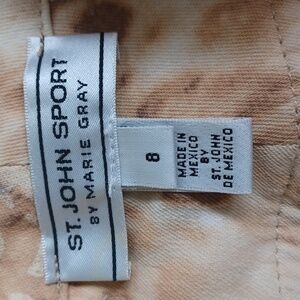 ST. JOHN SPORT
BY MARIE GRAY
8
MADE IN
MEXICO
BY
ST. JOHN
DE MEXICO